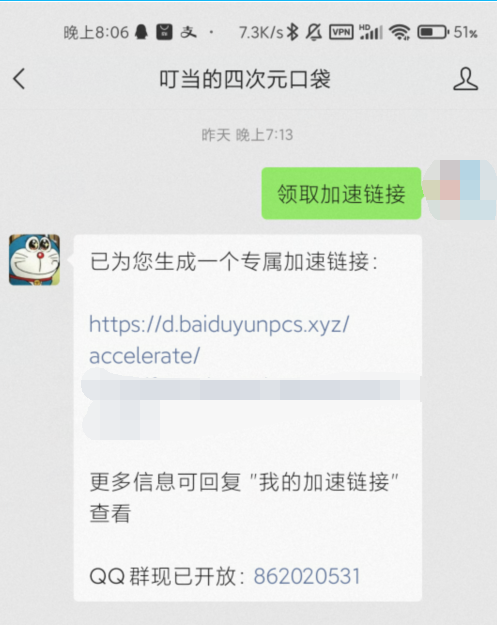 晚上8:06
7.3K/s
VPN
HD
51%
叮当的四次元口袋
昨天 晚上7:13
领取加速链接
已为您生成一个专属加速链接：
https://d.baiduyunpcs.xyz/
accelerate/
更多信息可回复 "我的加速链接"
查看
QQ群现已开放：862020531